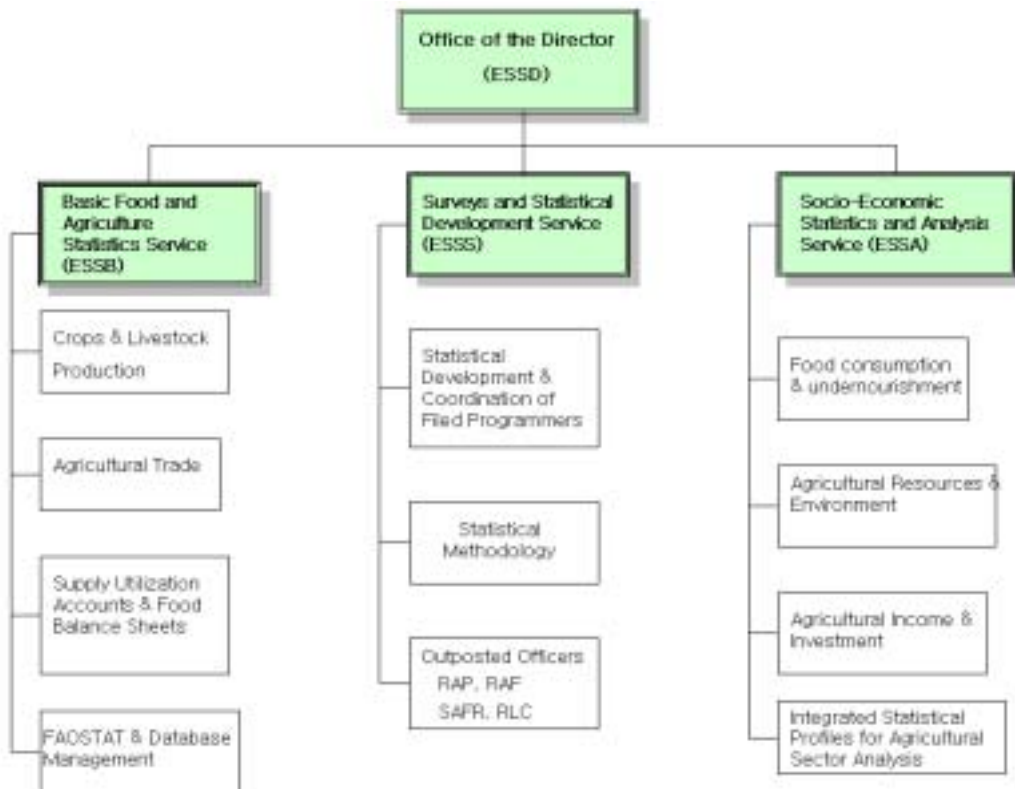 Office of the Director
(ESSD)
Basic Food and
Agriculture
Statistics Service
(ESSB)
Crops & Livestock
Production
Agricultural Trade
Supply Utilization
Accounts & Food
Balance Sheets
FAOSTAT & Database
Management
Surveys and Statistical
Development Service
(ESSS)
Statistical
Development &
Coordination of
Filed Programmers
Statistical
Methodology
Outposted Officers
RAP, RAF
SAFR, RLC
Socio-Economic
Statistics and Analysis
Service (ESSA)
Food consumption
& undernourishment
Agricultural Resources &
Environment
Agricultural Income &
Investment
Integrated Statistical
Profiles for Agricultural
Sector Analysis